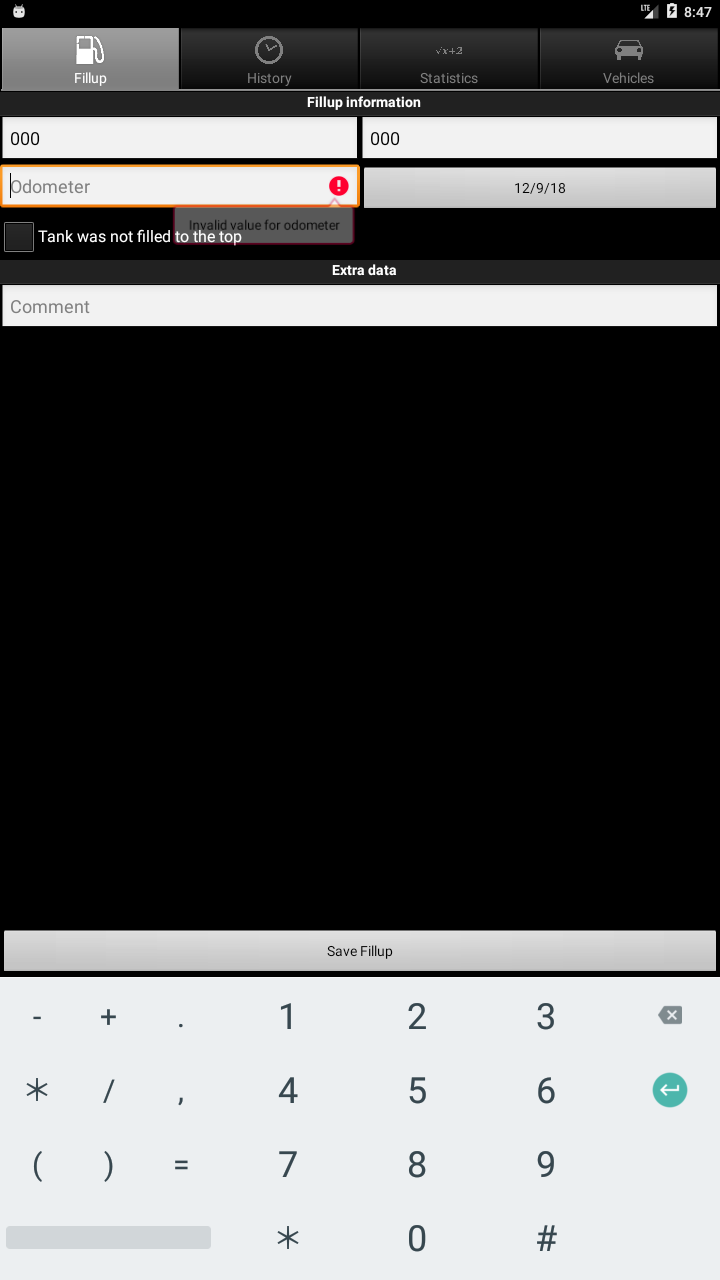 LTE 8:47
Fillup
History
√x+2 Statistics
Vehicles
Fillup information
000
000
Odometer
12/9/18
Invalid value for odometer
Tank was not filled to the top
Extra data
Comment
Save Fillup
- + . 1 2 3
* / , 4 5 6
( ) = 7 8 9
* 0 #